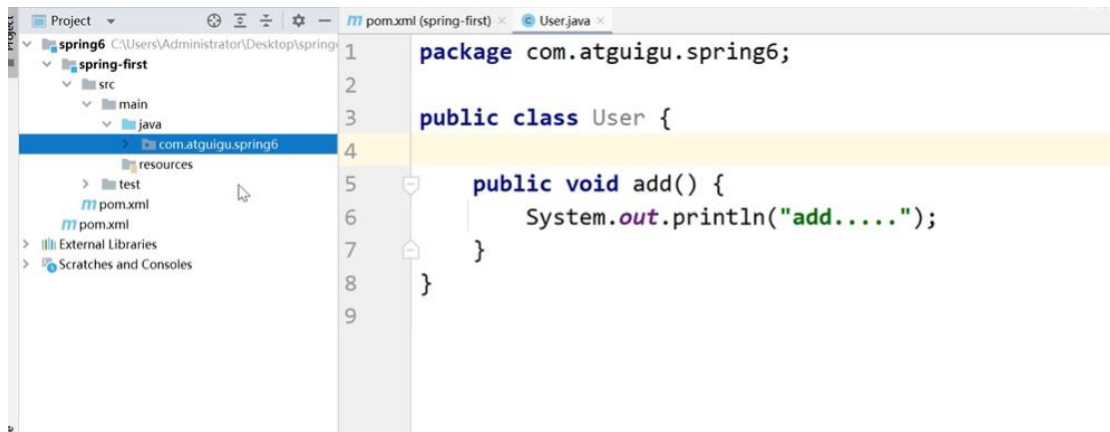 Project
pom.xml (spring-first)
User.java
spring6 C:\Users\Administrator\Desktop\spring
spring-first
src
main
java
com.atguigu.spring6
resources
test
pom.xml
pom.xml
External Libraries
Scratches and Consoles
1 package com.atguigu.spring6;
2
3 public class User {
4
5 public void add() {
6 System.out.println("add.....");
7 }
8 }
9